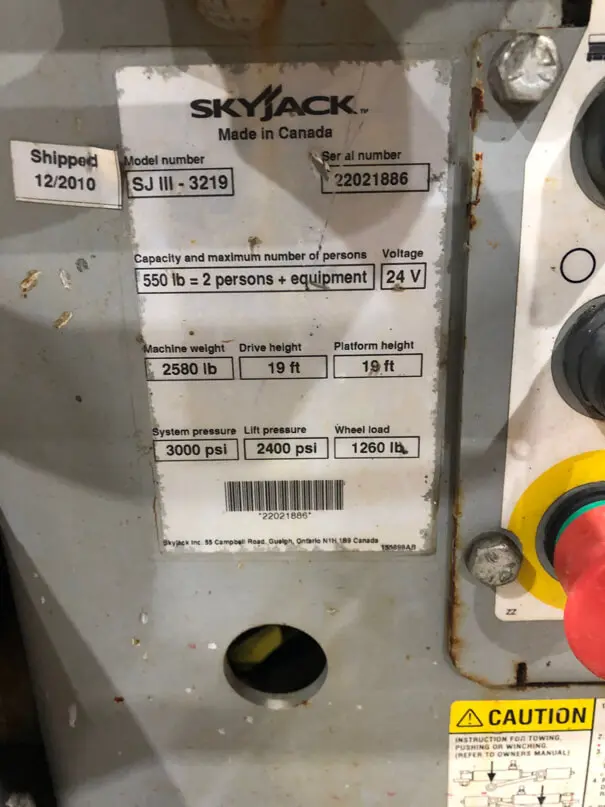 SKYJACK™
Made in Canada
Shipped
12/2010
Model number
SJ III - 3219
Serial number
22021886
Capacity and maximum number of persons
550 lb = 2 persons + equipment
Voltage
24 V
Machine weight
2580 lb
Drive height
19 ft
Platform height
19 ft
System pressure
3000 psi
Lift pressure
2400 psi
Wheel load
1260 lb
*22021886*
Skyjack Inc. 55 Campbell Road, Guelph, Ontario N1H 1B9 Canada
ZZ
CAUTION
INSTRUCTION FOR TOWING,
PUSHING OR WINCHING.
(REFER TO OWNERS MANUAL)